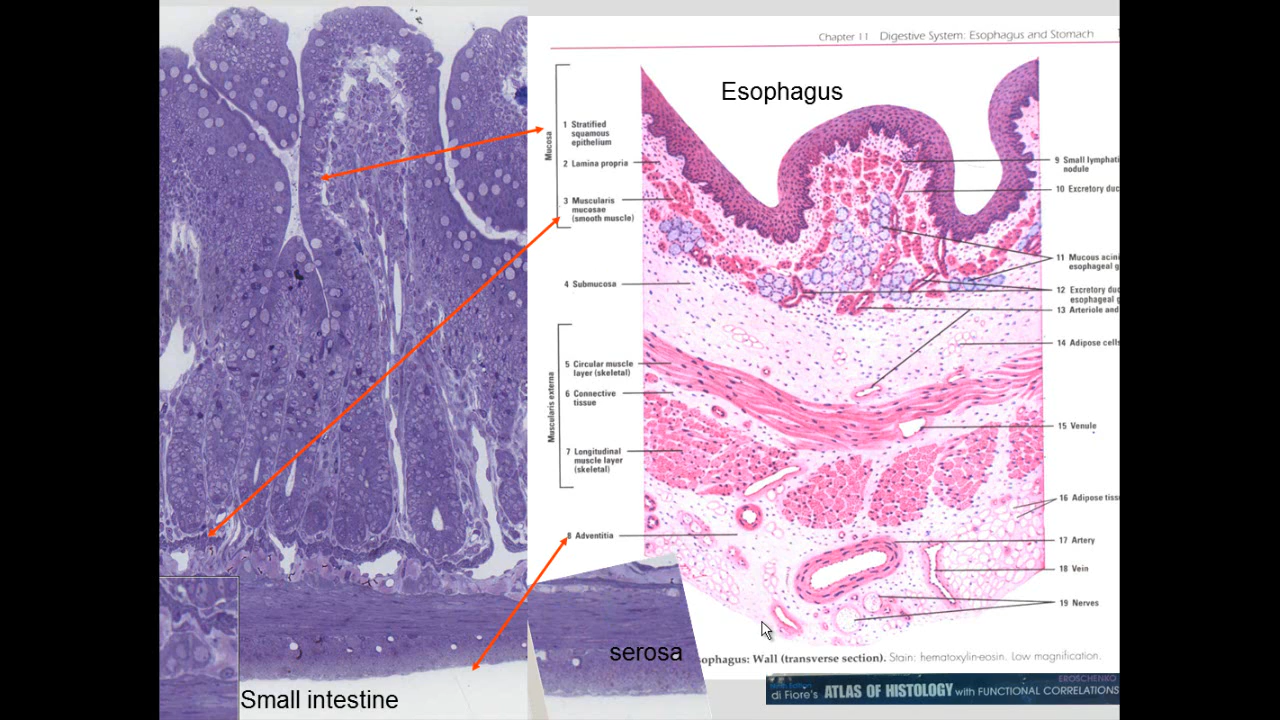 Chapter 11 Digestive System: Esophagus and Stomach
Esophagus
Mucosa
1 Stratified
squamous
epithelium
2 Lamina propria
3 Muscularis
mucosae
(smooth muscle)
4 Submucosa
Muscularis externa
5 Circular muscle
layer (skeletal)
6 Connective
tissue
7 Longitudinal
muscle layer
(skeletal)
8 Adventitia
9 Small lymphati
nodule
10 Excretory duc
11 Mucous acini
esophageal g
12 Excretory duc
esophageal g
13 Arteriole and
14 Adipose cells
15 Venule
16 Adipose tiss
17 Artery
18 Vein
19 Nerves
serosa
sophagus: Wall (transverse section). Stain: hematoxylin-eosin. Low magnification.
Small intestine
EROSCHENKO
di Fiore's ATLAS OF HISTOLOGY with FUNCTIONAL CORRELATIONS